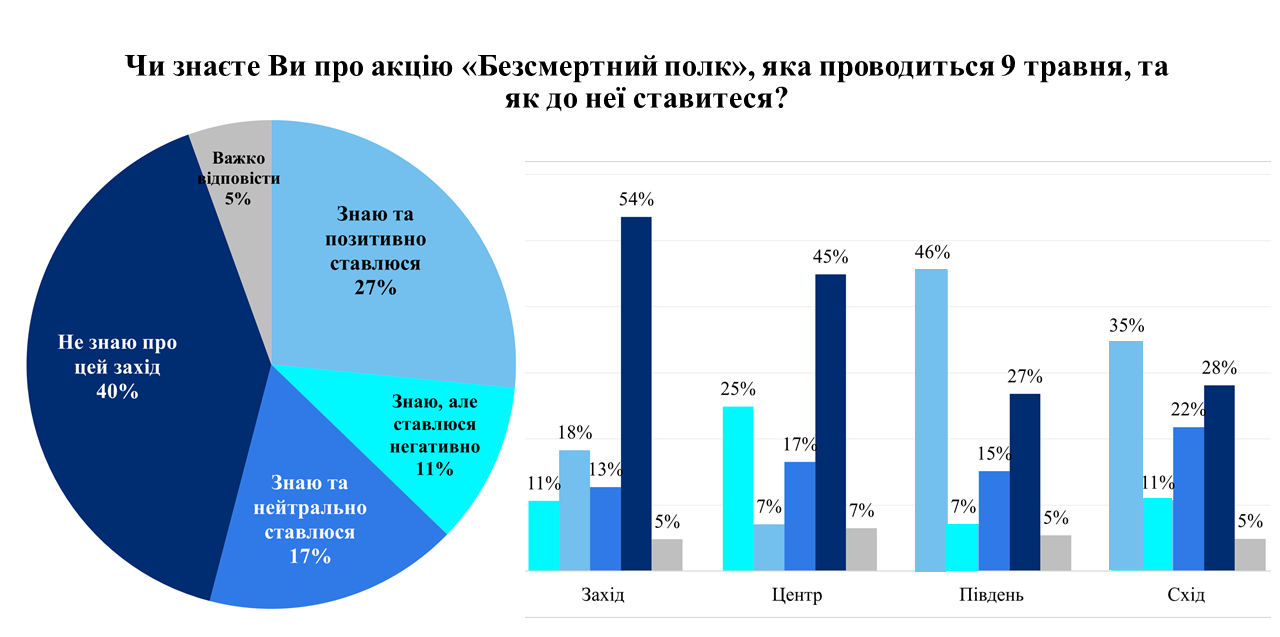 Чи знаєте Ви про акцію «Безсмертний полк», яка проводиться 9 травня, та
як до неї ставитеся?
Важко
відповісти
5%
Знаю та
позитивно
ставлюся
27%
Не знаю про
цей захід
40%
Знаю, але
ставлюся
негативно
11%
Знаю та
нейтрально
ставлюся
17%
11%
18%
13%
54%
5%
25%
7%
17%
45%
7%
46%
7%
15%
27%
5%
35%
11%
22%
28%
5%
Захід
Центр
Південь
Схід